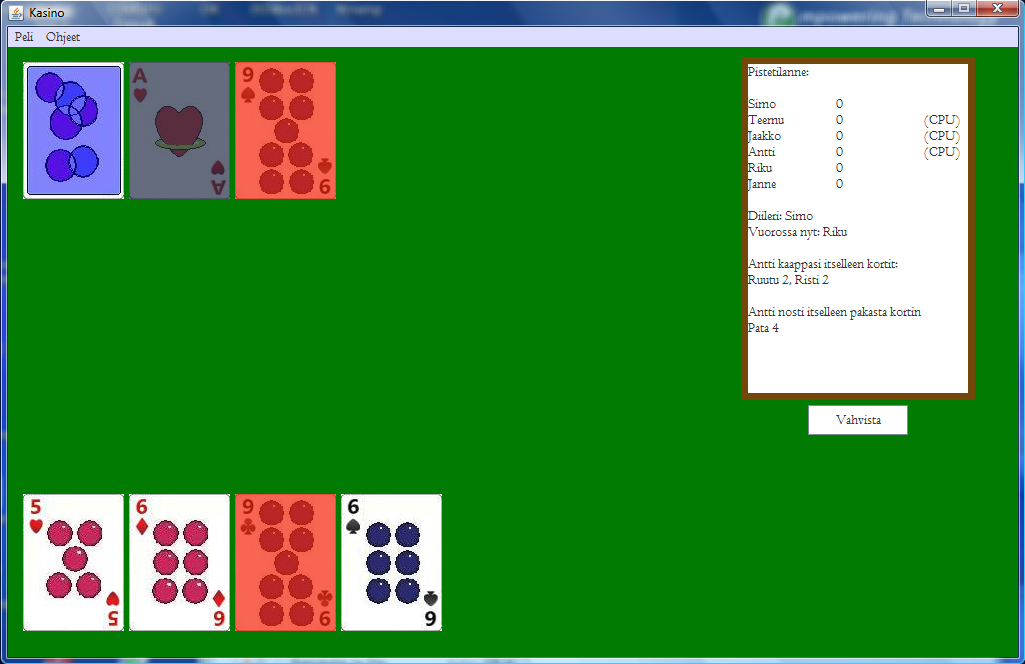 Kasino
Peli Ohjeet
A
A
9
9
Pistetilanne:
Simo 0
Teemu 0 (CPU)
Jaakko 0 (CPU)
Antti 0 (CPU)
Riku 0
Janne 0
Diileri: Simo
Vuorossa nyt: Riku
Antti kaappasi itselleen kortit:
Ruutu 2, Risti 2
Antti nosti itselleen pakasta kortin
Pata 4
Vahvista
5
5
6
6
9
9
6
6